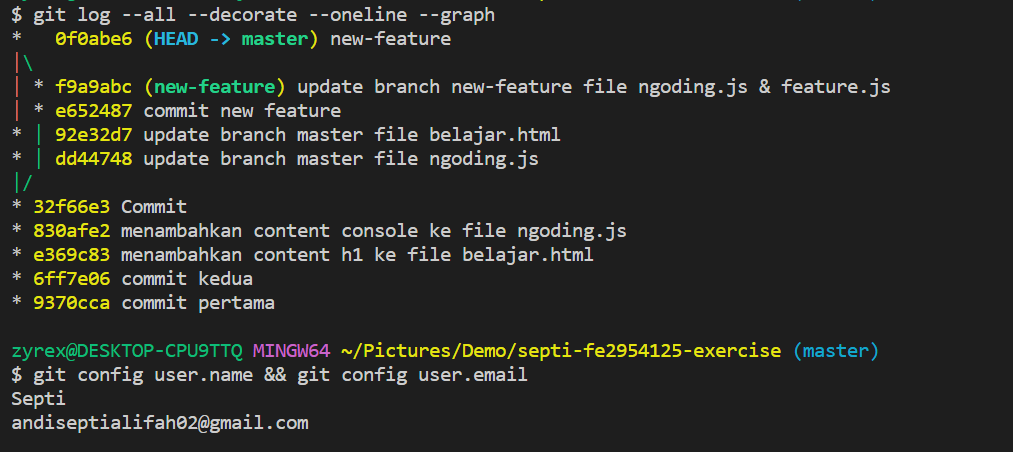 $ git log --all --decorate --oneline --graph
*   0f0abe6 (HEAD -> master) new-feature
|\
| * f9a9abc (new-feature) update branch new-feature file ngoding.js & feature.js
| * e652487 commit new feature
* | 92e32d7 update branch master file belajar.html
* | dd44748 update branch master file ngoding.js
|/
* 32f66e3 Commit
* 830afe2 menambahkan content console ke file ngoding.js
* e369c83 menambahkan content h1 ke file belajar.html
* 6ff7e06 commit kedua
* 9370cca commit pertama

zyrex@DESKTOP-CPU9TTQ MINGW64 ~/Pictures/Demo/septi-fe2954125-exercise (master)
$ git config user.name && git config user.email
Septi
andiseptialifah02@gmail.com